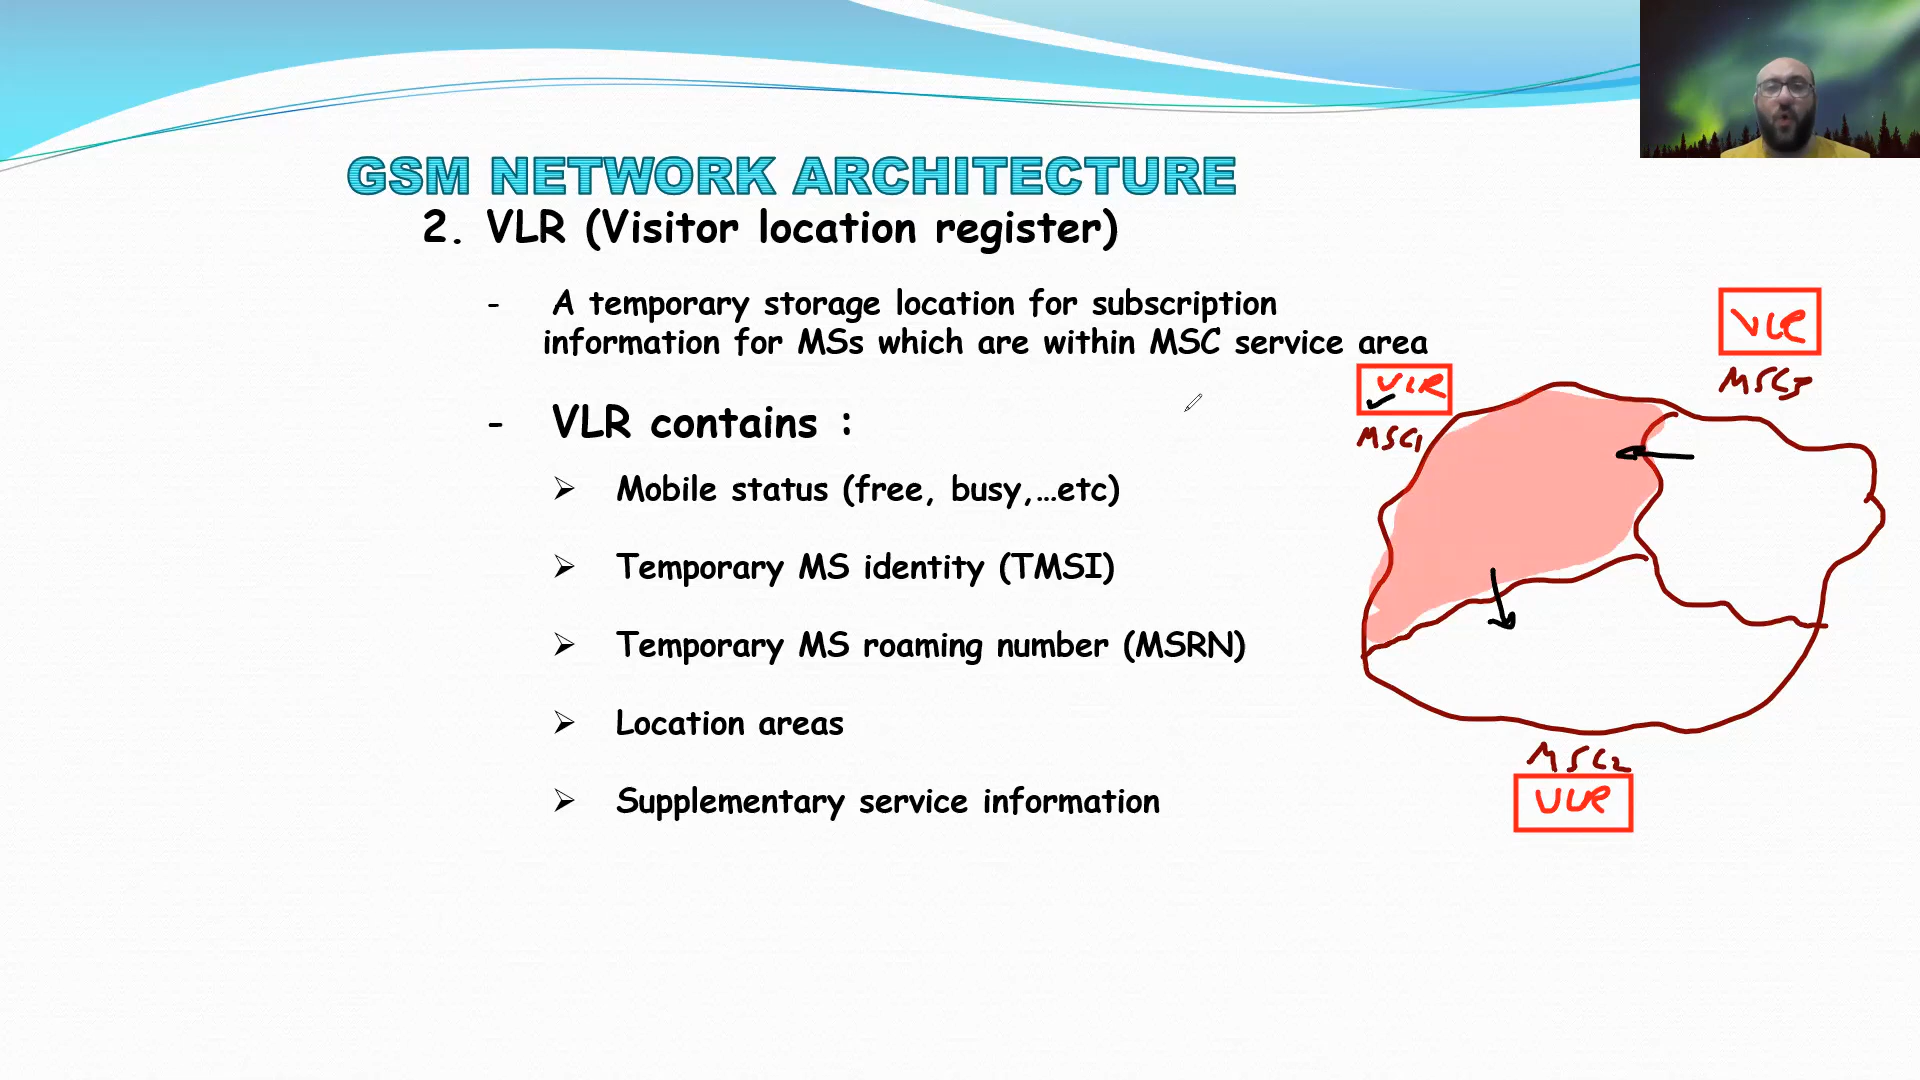 GSM NETWORK ARCHITECTURE
2. VLR (Visitor location register)
- A temporary storage location for subscription
information for MSs which are within MSC service area
- VLR contains :
➢ Mobile status (free, busy,…etc)
➢ Temporary MS identity (TMSI)
➢ Temporary MS roaming number (MSRN)
➢ Location areas
➢ Supplementary service information
VLR
MSC3
VLR
MSC1
MSC2
VLR